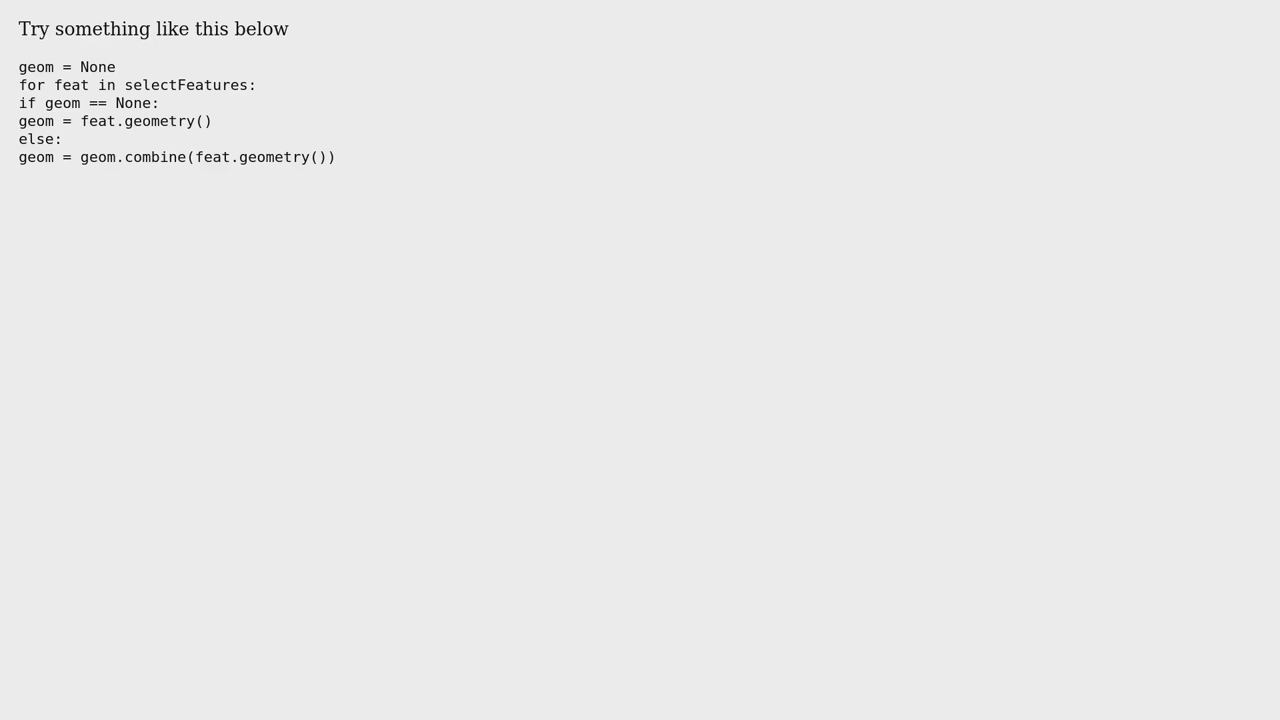 Try something like this below
geom = None
for feat in selectFeatures:
if geom == None:
geom = feat.geometry()
else:
geom = geom.combine(feat.geometry())